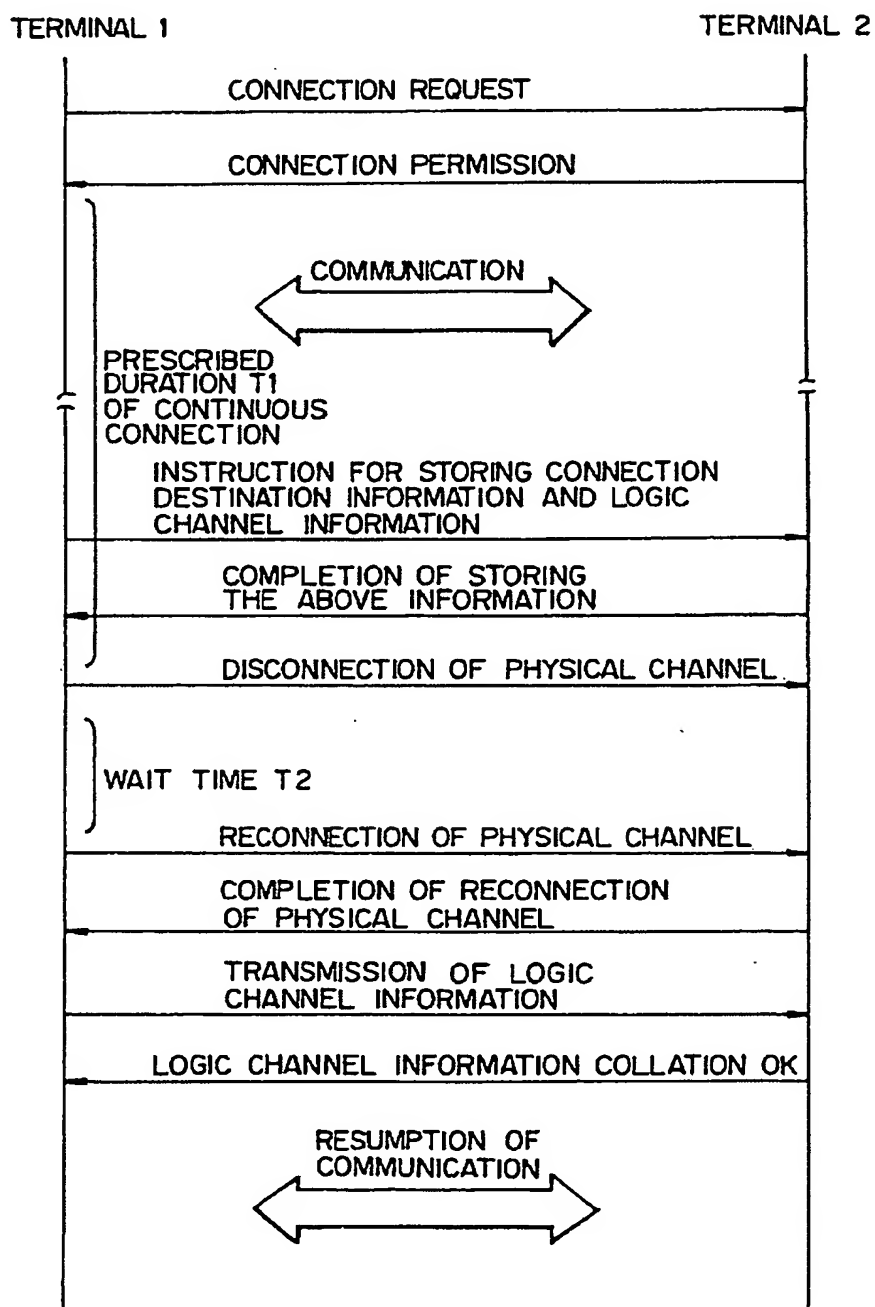 TERMINAL 1
TERMINAL 2
CONNECTION REQUEST
CONNECTION PERMISSION
COMMUNICATION
PRESCRIBED
DURATION T1
OF CONTINUOUS
CONNECTION
INSTRUCTION FOR STORING CONNECTION
DESTINATION INFORMATION AND LOGIC
CHANNEL INFORMATION
COMPLETION OF STORING
THE ABOVE INFORMATION
DISCONNECTION OF PHYSICAL CHANNEL
WAIT TIME T2
RECONNECTION OF PHYSICAL CHANNEL
COMPLETION OF RECONNECTION
OF PHYSICAL CHANNEL
TRANSMISSION OF LOGIC
CHANNEL INFORMATION
LOGIC CHANNEL INFORMATION COLLATION OK
RESUMPTION OF
COMMUNICATION